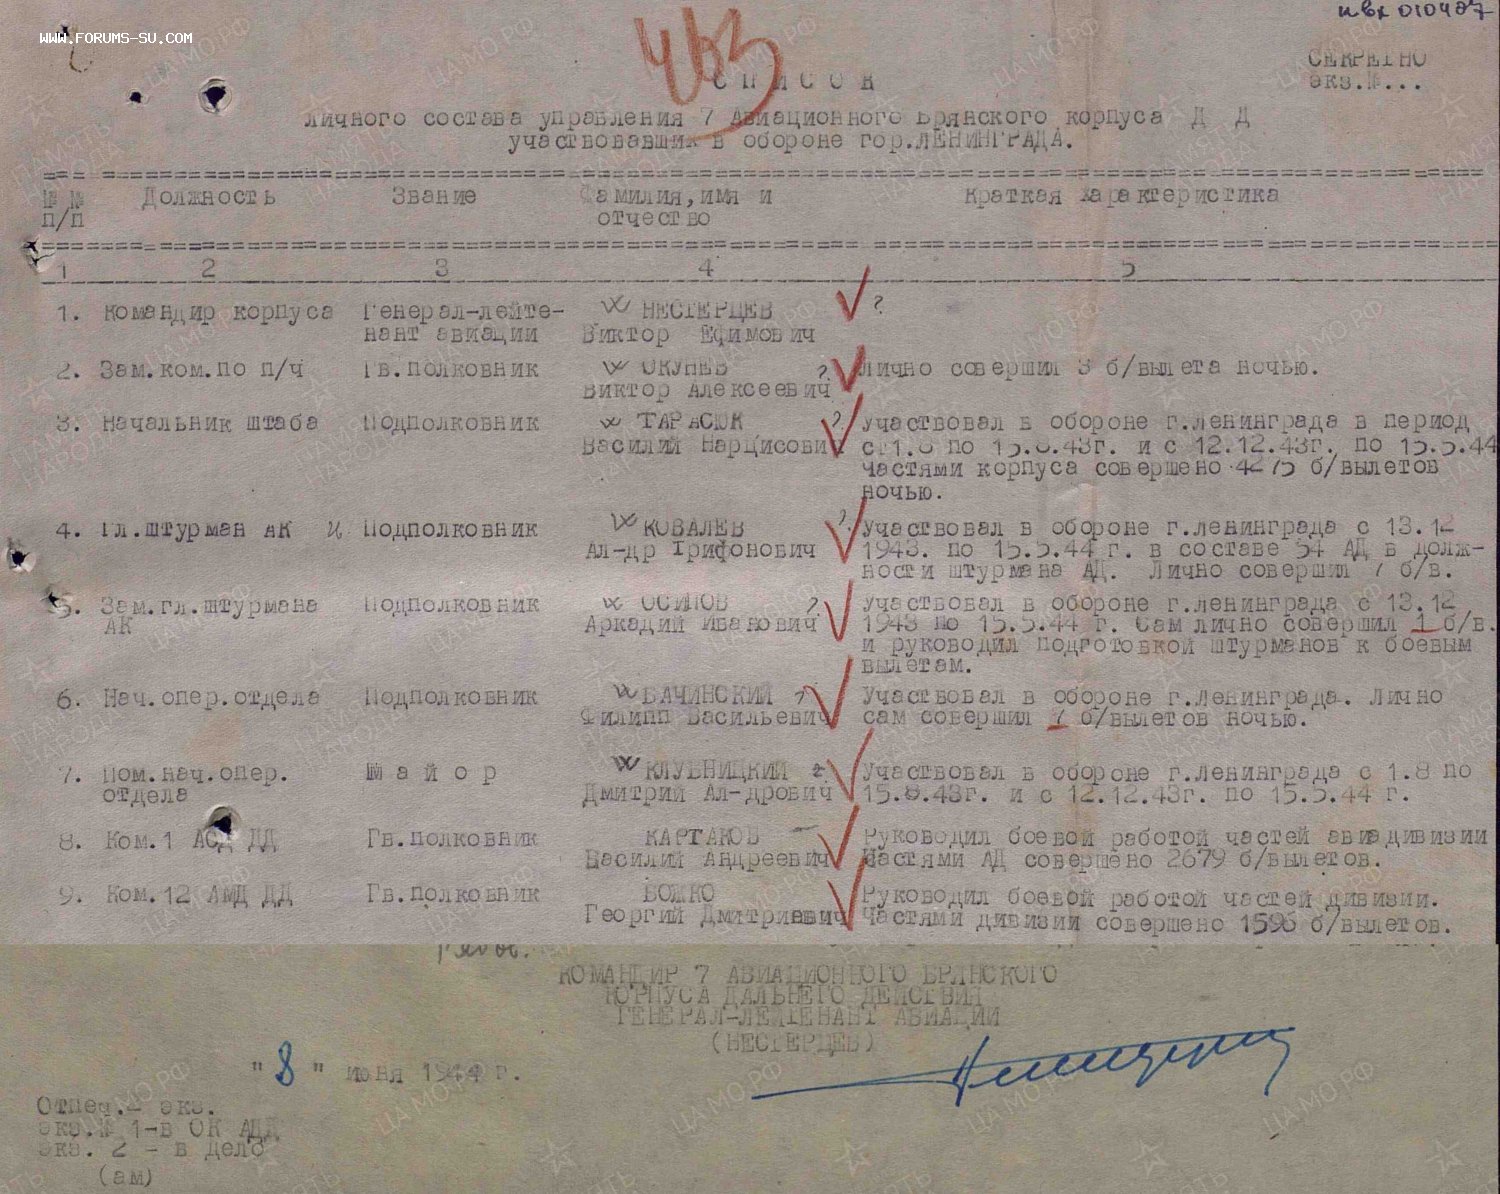 WWW.FORUMS-SU.COM
и вх 010487
463
СЕКРЕТНО
экз.№...
С П И С О К
личного состава управления 7 Авиационного Брянского корпуса Д Д
участвовавших в обороне гор.ЛЕНИНГРАДА.
№ № п/п Должность Звание Фамилия,имя и отчество Краткая характеристика
1 2 3 4 5
1. Командир корпуса Генерал-лейте- НЕСТЕРЦЕВ ?
нант авиации Виктор Ефимович
2. Зам.ком.по п/ч Гв.полковник ОКУНЕВ ? Лично совершил 3 б/вылета ночью.
Виктор Алексеевич
3. Начальник штаба Подполковник ТАРАСЮК ? Участвовал в обороне г.Ленинграда в период
Василий Нарцисович с 1.8 по 15.8.43г. и с 12.12.43г. по 15.5.44
частями корпуса совершено 4275 б/вылетов
ночью.
4. Гл.штурман АК Подполковник КОВАЛЕВ ? Участвовал в обороне г.Ленинграда с 13.12
Ал-др Трифонович 1943. по 15.5.44 г. в составе 54 АД в долж-
ности штурмана АД. Лично совершил 7 б/в.
5. Зам.гл.штурмана Подполковник ОСИПОВ ? Участвовал в обороне г.Ленинграда с 13.12
АК Аркадий Иванович 1943 по 15.5.44 г. Сам лично совершил 1 б/в.
и руководил подготовкой штурманов к боевым
вылетам.
6. Нач.опер.отдела Подполковник БАЧИНСКИЙ ? Участвовал в обороне г.Ленинграда. Лично
Филипп Васильевич сам совершил 7 б/вылетов ночью.
7. Пом.нач.опер. М а й о р КЛУБНИЦКИЙ ? Участвовал в обороне г.Ленинграда с 1.8 по
отдела Дмитрий Ал-дрович 15.8.43г. и с 12.12.43г. по 15.5.44 г.
8. Ком.1 АСД ДД Гв.полковник КАРТАКОВ Руководил боевой работой частей авиадивизии
Василий Андреевич Частями АД совершено 2679 б/вылетов.
9. Ком.12 АМД ДД Гв.полковник БОЖКО Руководил боевой работой частей дивизии.
Георгий Дмитриевич Частями дивизии совершено 1596 б/вылетов.
КОМАНДИР 7 АВИАЦИОННОГО БРЯНСКОГО
КОРПУСА ДАЛЬНЕГО ДЕЙСТВИЯ
ГЕНЕРАЛ-ЛЕЙТЕНАНТ АВИАЦИИ
(НЕСТЕРЦЕВ)
"8" июня 1944 г.
Отпеч. экз.
экз.№ 1-в ОК АДД
экз. 2 - в дело
(ам)